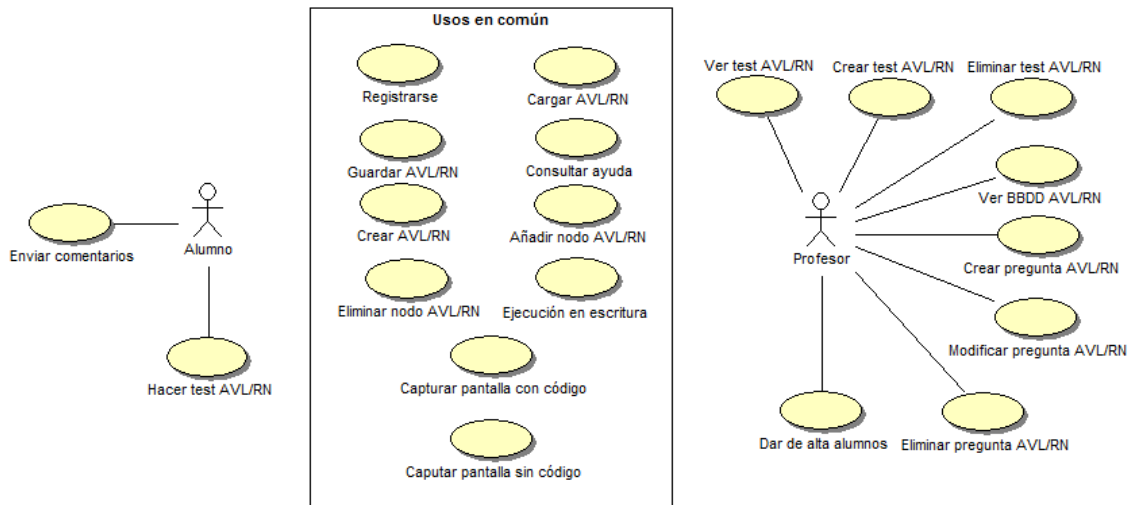 Usos en común
Registrarse
Cargar AVL/RN
Guardar AVL/RN
Consultar ayuda
Crear AVL/RN
Añadir nodo AVL/RN
Eliminar nodo AVL/RN
Ejecución en escritura
Capturar pantalla con código
Caputar pantalla sin código
Enviar comentarios
Alumno
Hacer test AVL/RN
Ver test AVL/RN
Crear test AVL/RN
Eliminar test AVL/RN
Ver BBDD AVL/RN
Profesor
Crear pregunta AVL/RN
Modificar pregunta AVL/RN
Dar de alta alumnos
Eliminar pregunta AVL/RN